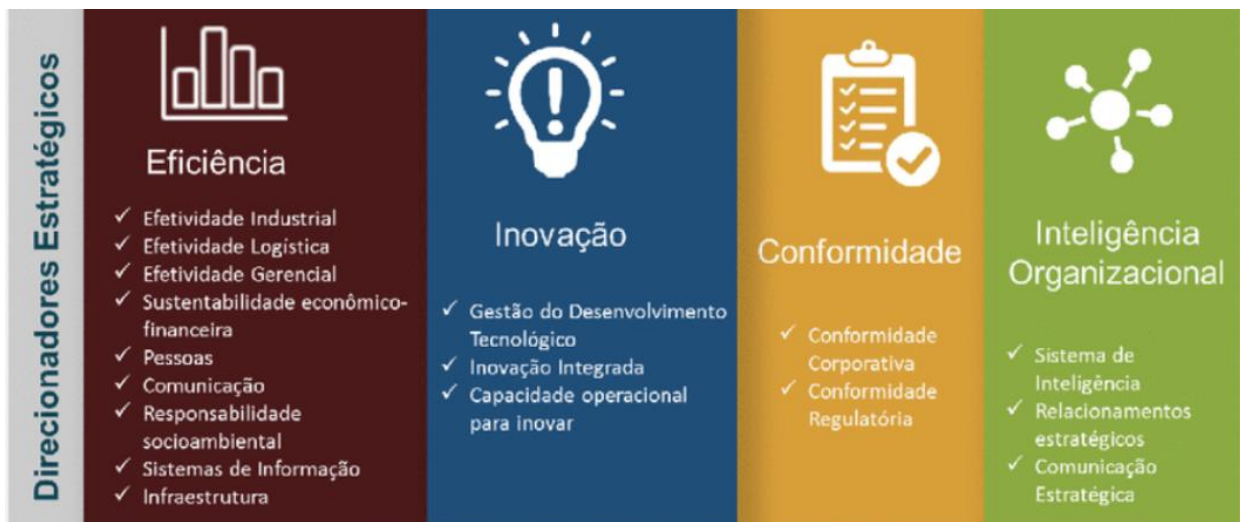 Direcionadores Estratégicos
Eficiência
✓ Efetividade Industrial
✓ Efetividade Logística
✓ Efetividade Gerencial
✓ Sustentabilidade econômico-
financeira
✓ Pessoas
✓ Comunicação
✓ Responsabilidade
socioambiental
✓ Sistemas de Informação
✓ Infraestrutura
Inovação
✓ Gestão do Desenvolvimento
Tecnológico
✓ Inovação Integrada
✓ Capacidade operacional
para inovar
Conformidade
✓ Conformidade
Corporativa
✓ Conformidade
Regulatória
Inteligência
Organizacional
✓ Sistema de
Inteligência
✓ Relacionamentos
estratégicos
✓ Comunicação
Estratégica